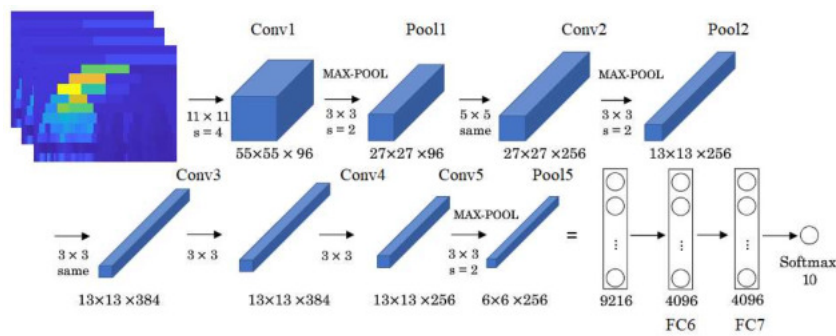 Conv1
Pool1
Conv2
Pool2
11 × 11
s = 4
MAX-POOL
3 × 3
s = 2
5 × 5
same
MAX-POOL
3 × 3
s = 2
55×55 × 96
27×27 ×96
27×27 ×256
13×13 ×256
Conv3
Conv4
Conv5
Pool5
3 × 3
same
3 × 3
3 × 3
MAX-POOL
3 × 3
s = 2
=
...
...
...
Softmax
10
13×13 ×384
13×13 ×384
13×13 ×256
6×6 ×256
9216
4096
4096
FC6
FC7